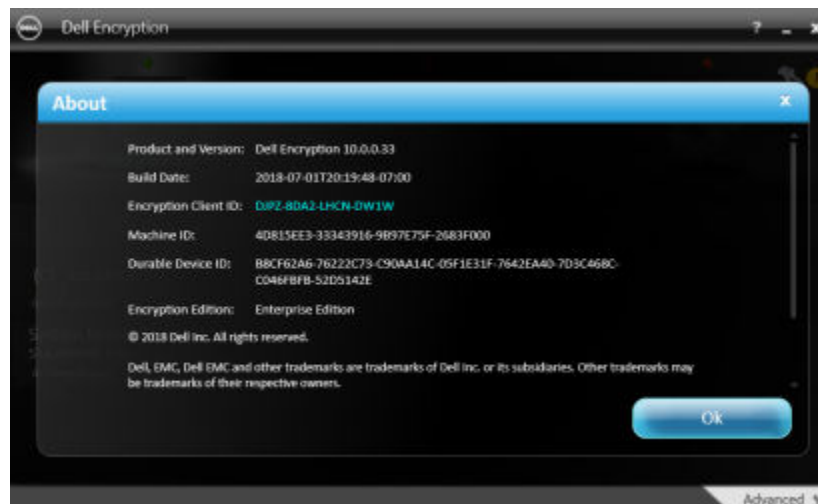 DELL
Dell Encryption
?
About
x
Product and Version: Dell Encryption 10.0.0.33
Build Date: 2018-07-01T20:19:48-07:00
Encryption Client ID: DJPZ-8DA2-LHCN-DW1W
Machine ID: 4D815EE3-33343916-9B97E75F-2683F000
Durable Device ID: B8CF62A6-76222C73-C90AA14C-05F1E31F-7642EA40-7D3C468C-
C046FBFB-52D5142E
Encryption Edition: Enterprise Edition
© 2018 Dell Inc. All rights reserved.
Dell, EMC, Dell EMC and other trademarks are trademarks of Dell Inc. or its subsidiaries. Other trademarks may
be trademarks of their respective owners.
Ok
Advanced